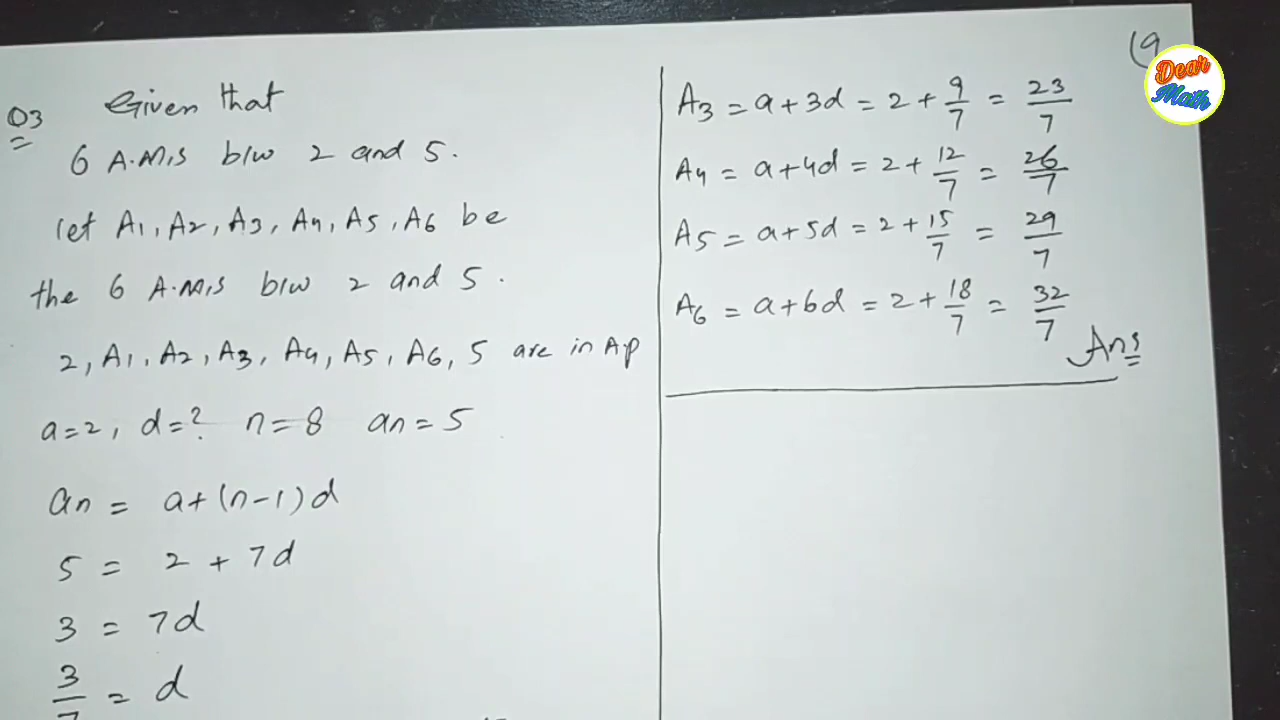 Q3 Given that
6 A.M,s b/w 2 and 5.
let A1, A2, A3, A4, A5, A6 be
the 6 A.M,s b/w 2 and 5.
2, A1, A2, A3, A4, A5, A6, 5 are in A.p
a=2, d=? n=8 an=5
an = a+(n-1)d
5 = 2 + 7d
3 = 7d
3/7 = d
(9
Dear
Math
A3 = a+3d = 2+9/7 = 23/7
A4 = a+4d = 2+12/7 = 26/7
A5 = a+5d = 2+15/7 = 29/7
A6 = a+6d = 2+18/7 = 32/7
Ans